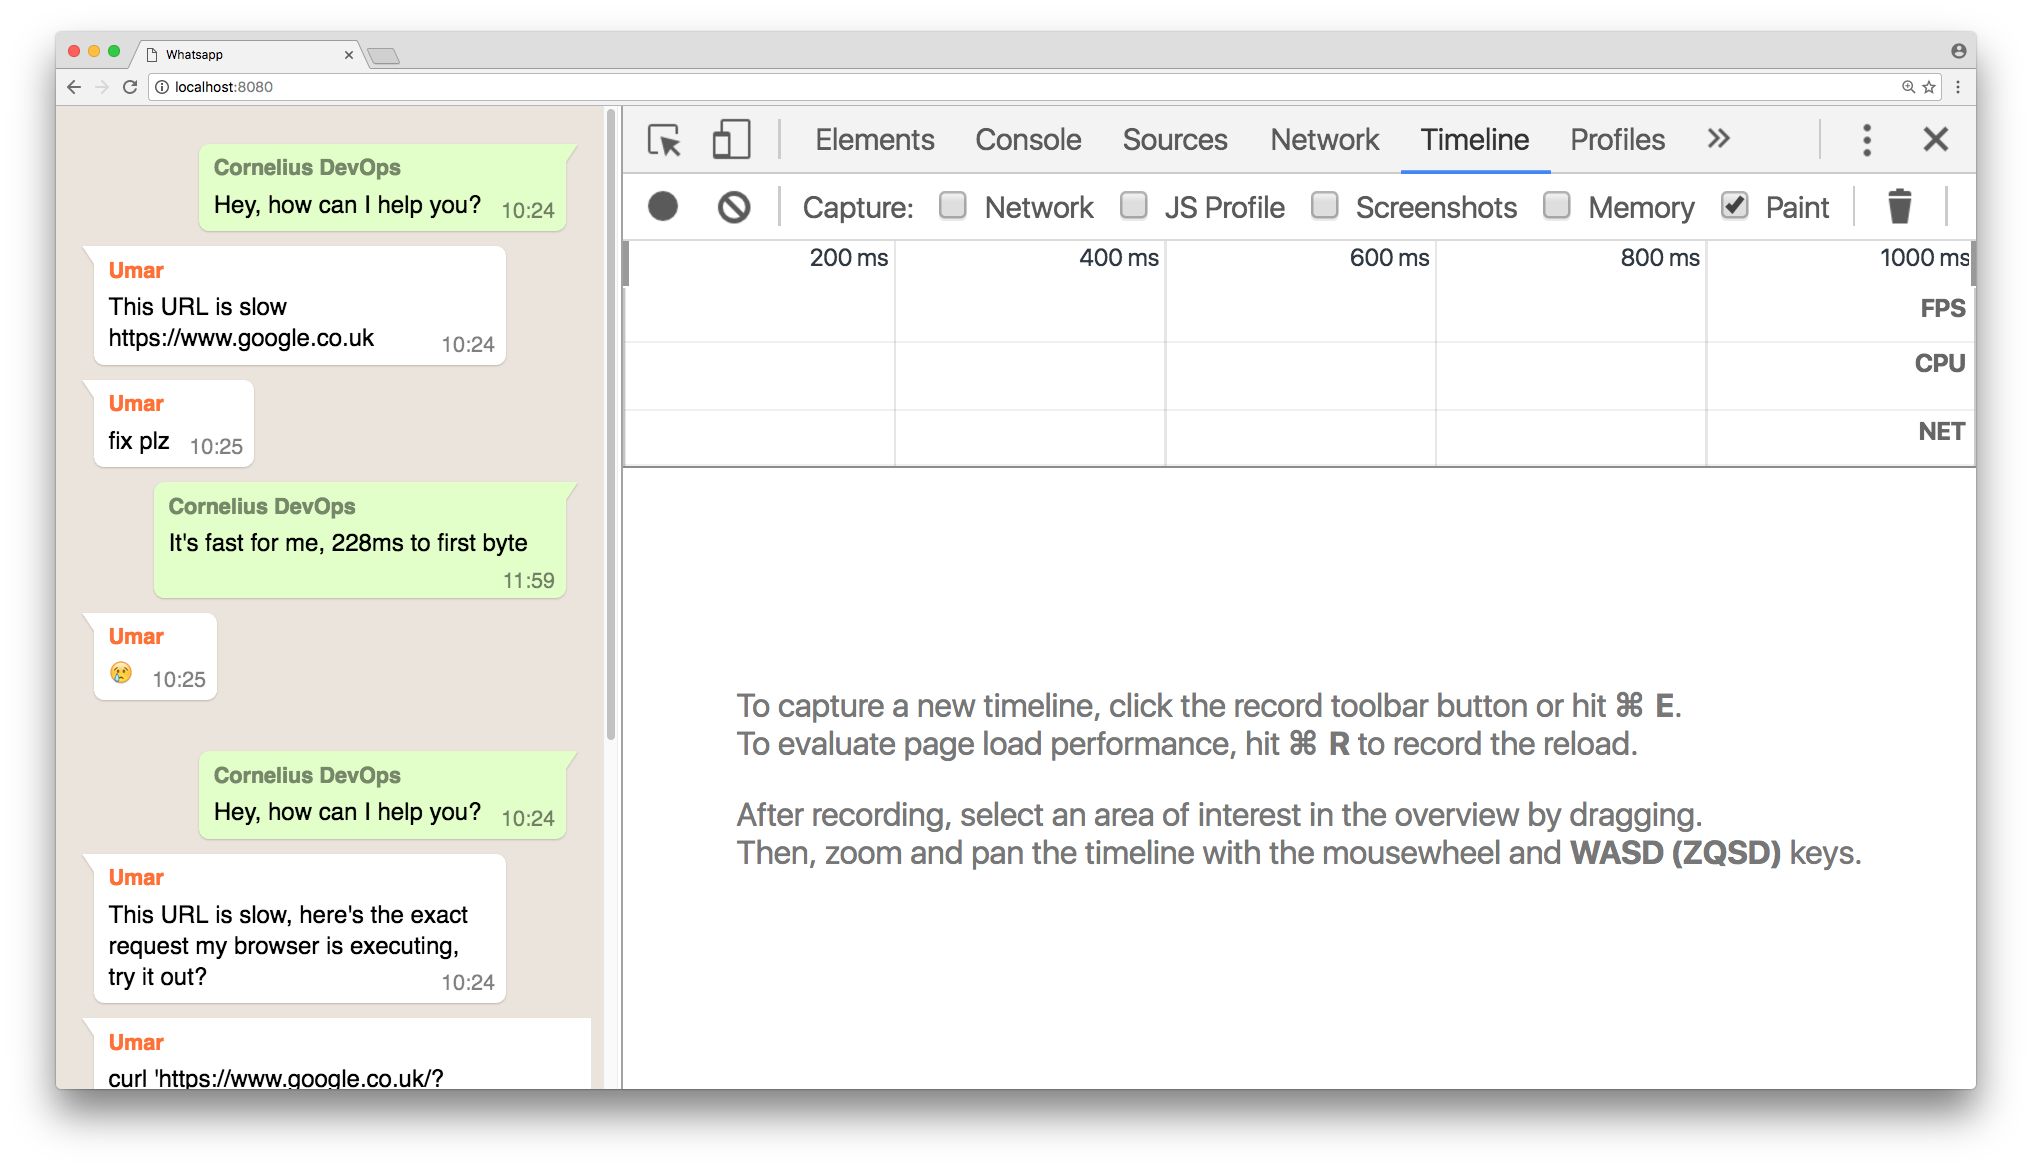 Whatsapp
localhost:8080
Cornelius DevOps
Hey, how can I help you? 10:24
Umar
This URL is slow
https://www.google.co.uk 10:24
Umar
fix plz 10:25
Cornelius DevOps
It's fast for me, 228ms to first byte
11:59
Umar
😢 10:25
Cornelius DevOps
Hey, how can I help you? 10:24
Umar
This URL is slow, here's the exact
request my browser is executing,
try it out? 10:24
Umar
curl 'https://www.google.co.uk/?
Elements Console Sources Network Timeline Profiles »
Capture: Network JS Profile Screenshots Memory Paint
200 ms 400 ms 600 ms 800 ms 1000 ms
FPS
CPU
NET
To capture a new timeline, click the record toolbar button or hit ⌘ E.
To evaluate page load performance, hit ⌘ R to record the reload.
After recording, select an area of interest in the overview by dragging.
Then, zoom and pan the timeline with the mousewheel and WASD (ZQSD) keys.